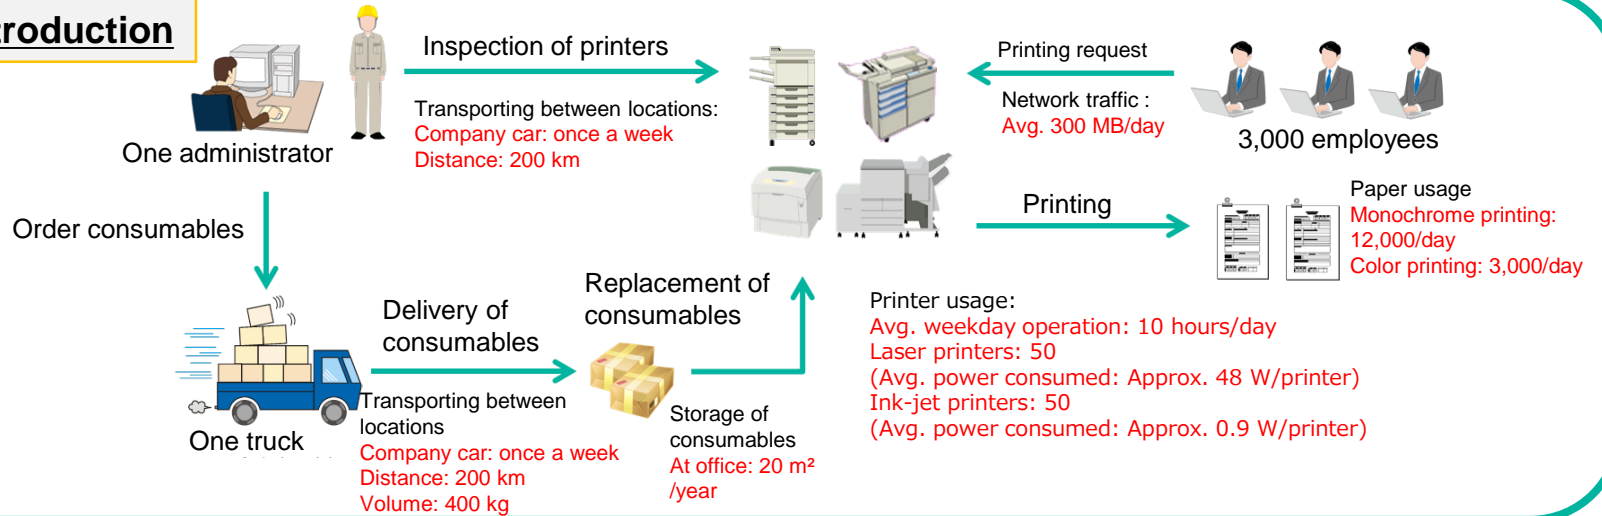 troduction
Inspection of printers
Transporting between locations:
Company car: once a week
Distance: 200 km
Printing request
Network traffic :
Avg. 300 MB/day
3,000 employees
One administrator
Order consumables
Printing
Paper usage
Monochrome printing:
12,000/day
Color printing: 3,000/day
Delivery of
consumables
Replacement of
consumables
Printer usage:
Avg. weekday operation: 10 hours/day
Laser printers: 50
(Avg. power consumed: Approx. 48 W/printer)
Ink-jet printers: 50
(Avg. power consumed: Approx. 0.9 W/printer)
One truck
Transporting between
locations
Company car: once a week
Distance: 200 km
Volume: 400 kg
Storage of
consumables
At office: 20 m²
/year